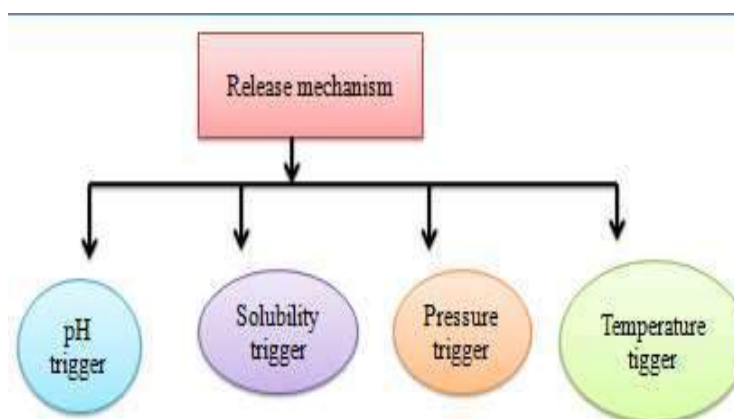 Release mechanism
pH
trigger
Solubility
trigger
Pressure
trigger
Temperature
tigger